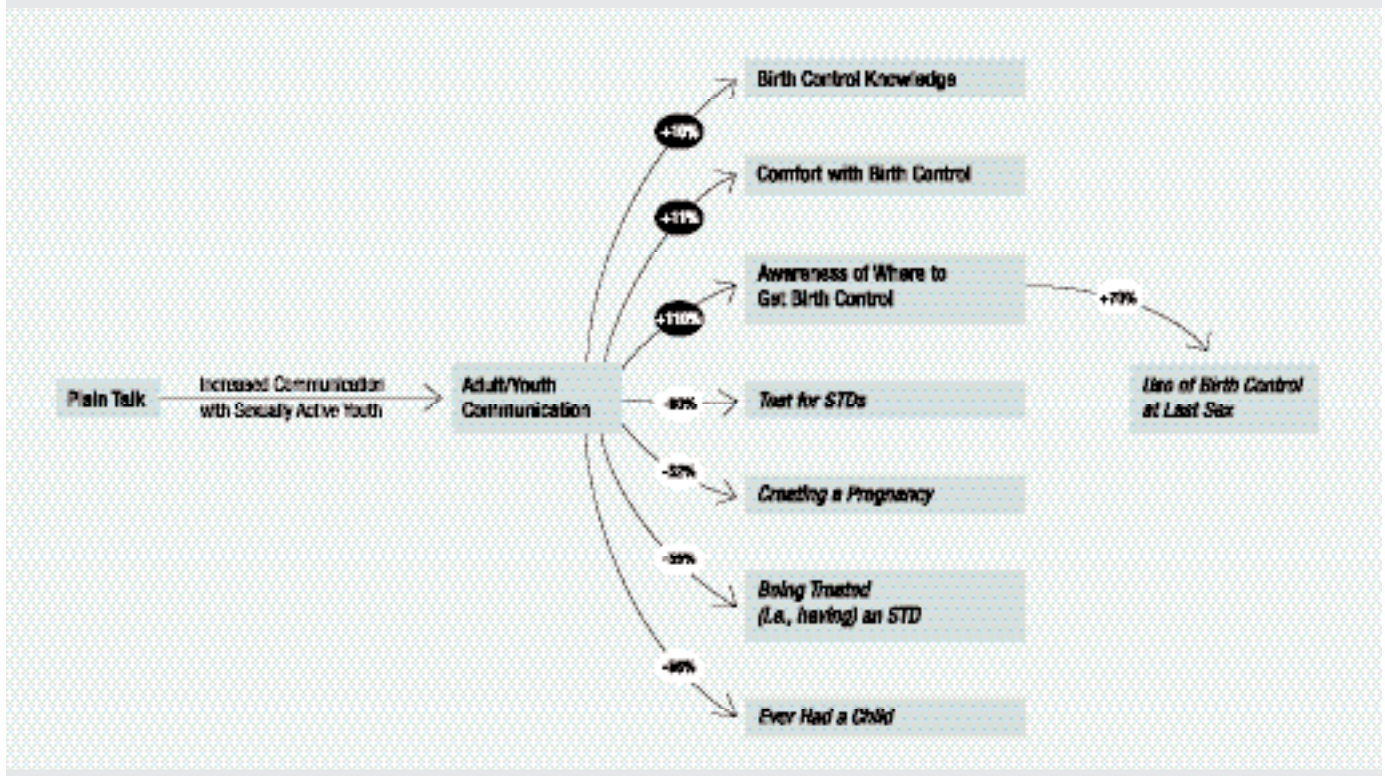 Birth Control Knowledge
Comfort with Birth Control
+11%
Awareness of Where to
Get Birth Control
+110%
Plain Talk
Increased Communication
with Sexually Active Youth
Adult/Youth
Communication
Test for STDs
Use of Birth Control
at Last Sex
Creating a Pregnancy
Being Treated
(i.e., having) an STD
Ever Had a Child